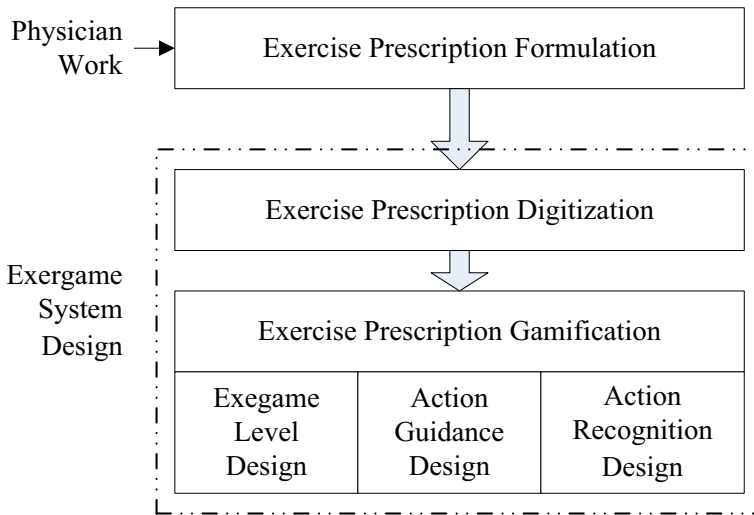 Physician
Work
Exercise Prescription Formulation
Exercise Prescription Digitization
Exergame
System
Design
Exercise Prescription Gamification
Exegame
Level
Design
Action
Guidance
Design
Action
Recognition
Design